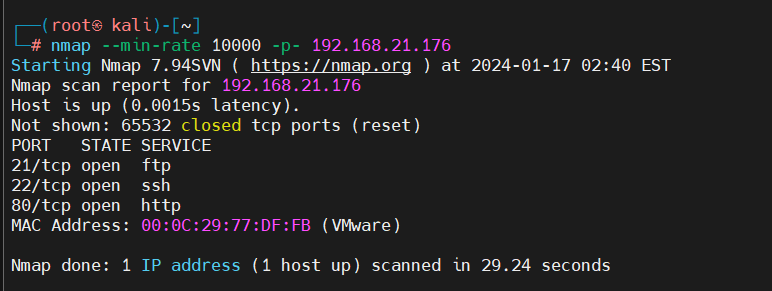 ┌──(root㉿ kali)-[~]
└─# nmap --min-rate 10000 -p- 192.168.21.176
Starting Nmap 7.94SVN ( https://nmap.org ) at 2024-01-17 02:40 EST
Nmap scan report for 192.168.21.176
Host is up (0.0015s latency).
Not shown: 65532 closed tcp ports (reset)
PORT   STATE SERVICE
21/tcp open  ftp
22/tcp open  ssh
80/tcp open  http
MAC Address: 00:0C:29:77:DF:FB (VMware)
Nmap done: 1 IP address (1 host up) scanned in 29.24 seconds